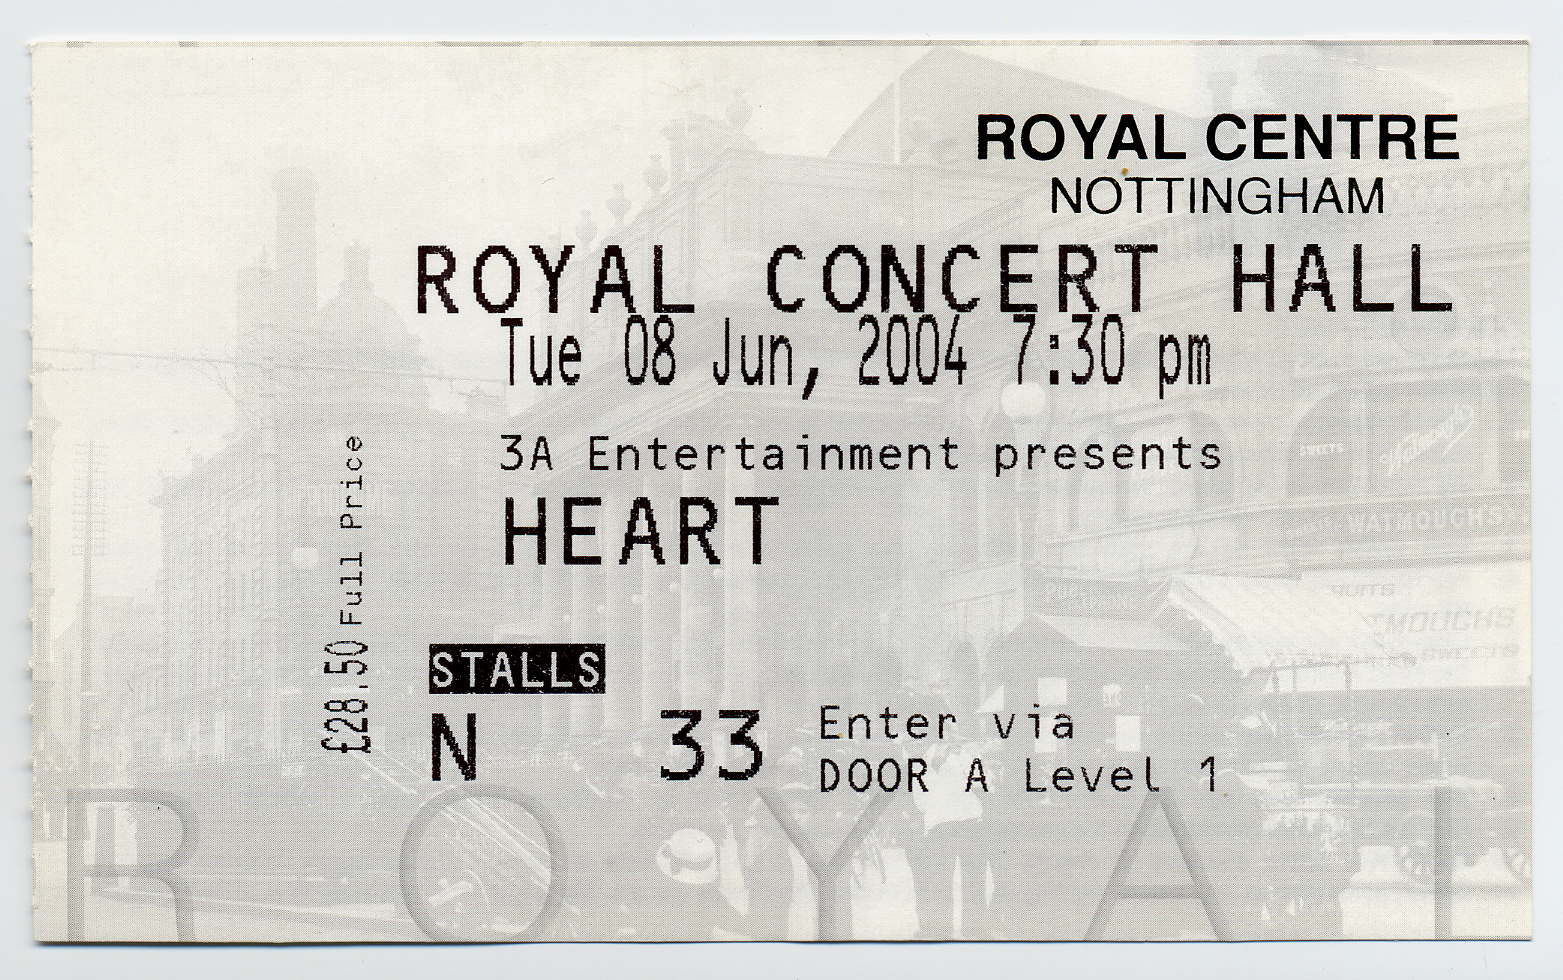 ROYAL CENTRE
NOTTINGHAM
ROYAL CONCERT HALL
Tue 08 Jun, 2004 7:30 pm
3A Entertainment presents
HEART
£28.50 Full Price
STALLS
N 33
Enter via
DOOR A Level 1
ROYAL
SWEETS